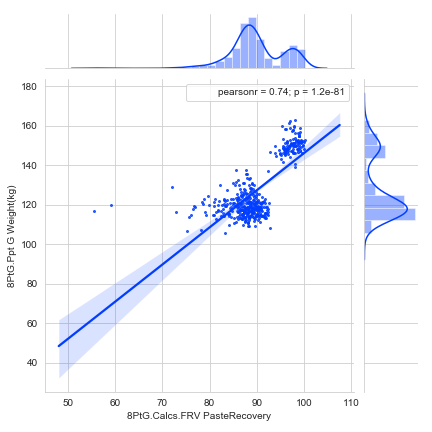 pearsonr = 0.74; p = 1.2e-81
180
160
140
120
100
80
60
40
8PtG.Ppt G Weight(kg)
50 60 70 80 90 100 110
8PtG.Calcs.FRV PasteRecovery